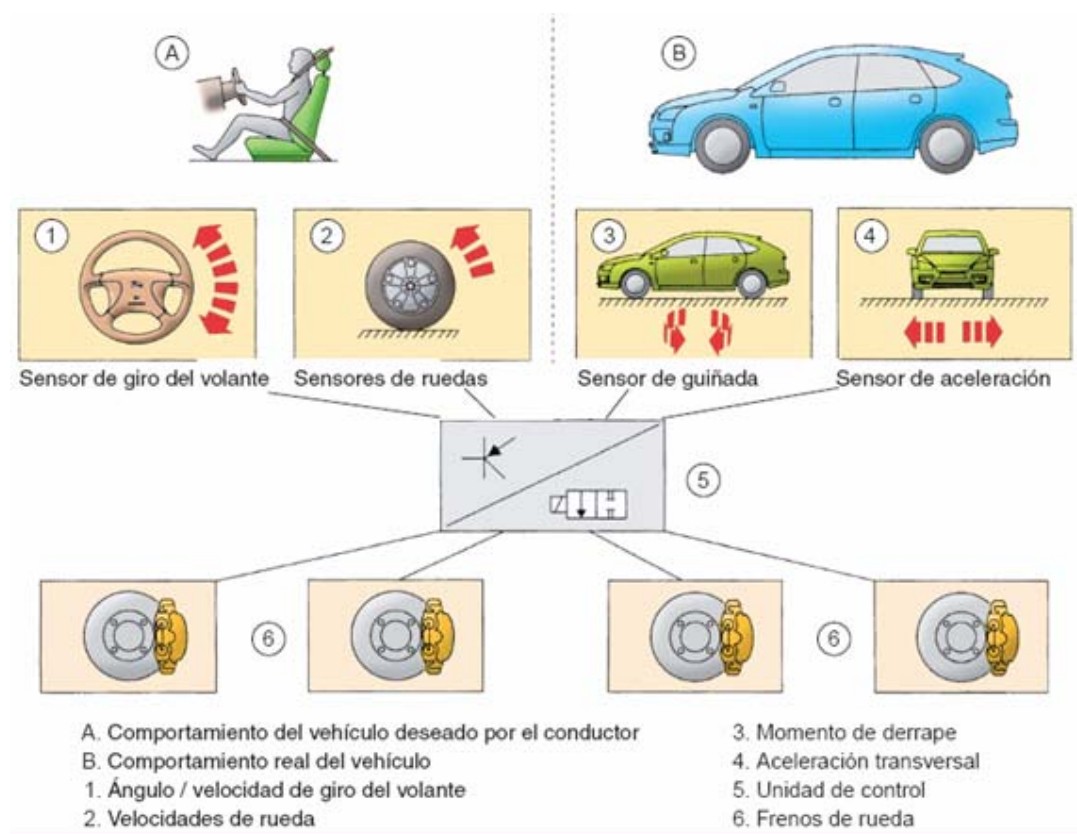 A
B
1
2
3
4
Sensor de giro del volante
Sensores de ruedas
Sensor de guiñada
Sensor de aceleración
5
6
6
A. Comportamiento del vehículo deseado por el conductor
B. Comportamiento real del vehículo
1. Ángulo / velocidad de giro del volante
2. Velocidades de rueda
3. Momento de derrape
4. Aceleración transversal
5. Unidad de control
6. Frenos de rueda